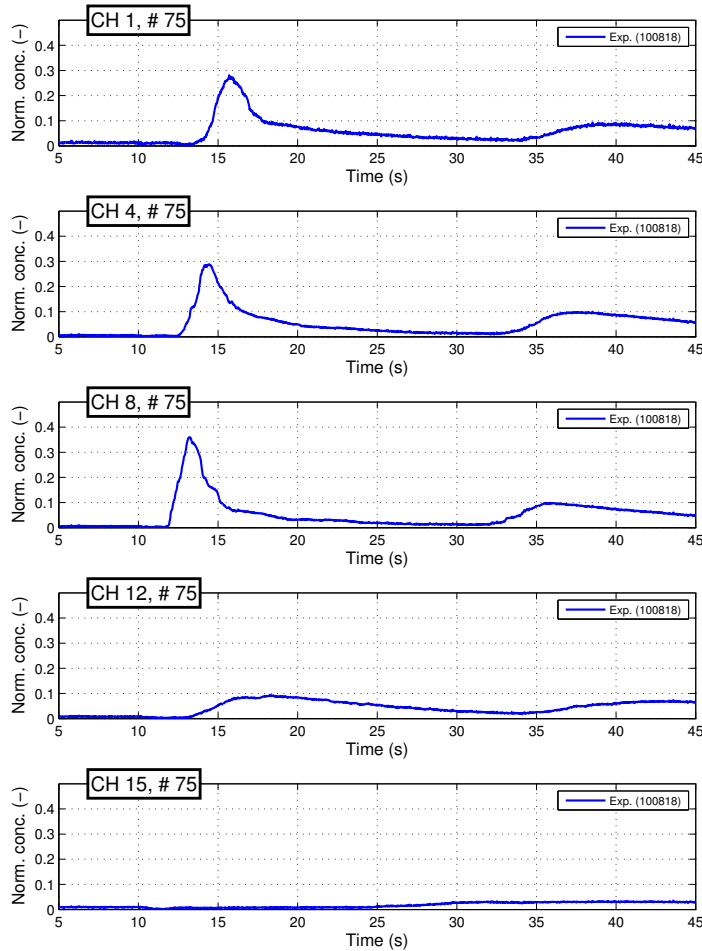 CH 1, # 75
Exp. (100818)
Norm. conc. (−)
0.4
0.3
0.2
0.1
0
5 10 15 20 25 30 35 40 45
Time (s)
CH 4, # 75
Exp. (100818)
Norm. conc. (−)
0.4
0.3
0.2
0.1
0
5 10 15 20 25 30 35 40 45
Time (s)
CH 8, # 75
Exp. (100818)
Norm. conc. (−)
0.4
0.3
0.2
0.1
0
5 10 15 20 25 30 35 40 45
Time (s)
CH 12, # 75
Exp. (100818)
Norm. conc. (−)
0.4
0.3
0.2
0.1
0
5 10 15 20 25 30 35 40 45
Time (s)
CH 15, # 75
Exp. (100818)
Norm. conc. (−)
0.4
0.3
0.2
0.1
0
5 10 15 20 25 30 35 40 45
Time (s)